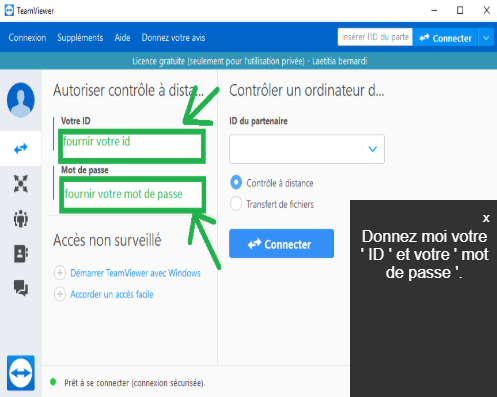 TeamViewer
Connexion Suppléments Aide Donnez votre avis
Insérer l'ID du parte
Connecter
Licence gratuite (seulement pour l'utilisation privée) - Laetitia bernardi
Autoriser contrôle à dista...
Votre ID
fournir votre id
Mot de passe
fournir votre mot de passe
Accès non surveillé
Démarrer TeamViewer avec Windows
Accorder un accès facile
Contrôler un ordinateur d...
ID du partenaire
Contrôle à distance
Transfert de fichiers
Connecter
x
Donnez moi votre
' ID ' et votre ' mot
de passe '.
Prêt à se connecter (connexion sécurisée).